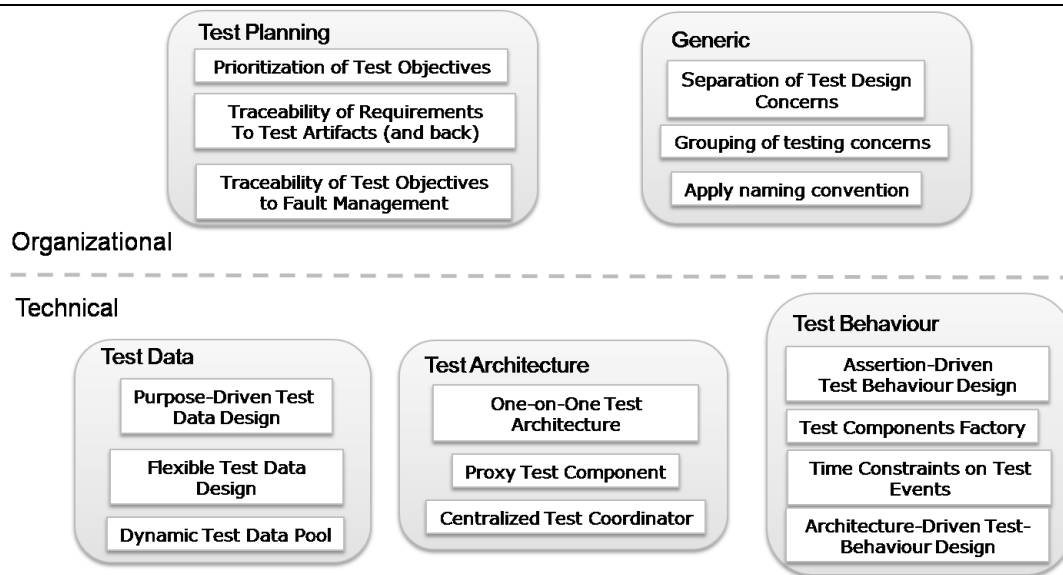 Test Planning
Prioritization of Test Objectives
Traceability of Requirements
To Test Artifacts (and back)
Traceability of Test Objectives
to Fault Management
Generic
Separation of Test Design
Concerns
Grouping of testing concerns
Apply naming convention
Organizational
Technical
Test Data
Purpose-Driven Test
Data Design
Flexible Test Data
Design
Dynamic Test Data Pool
Test Architecture
One-on-One Test
Architecture
Proxy Test Component
Centralized Test Coordinator
Test Behaviour
Assertion-Driven
Test Behaviour Design
Test Components Factory
Time Constraints on Test
Events
Architecture-Driven Test-
Behaviour Design